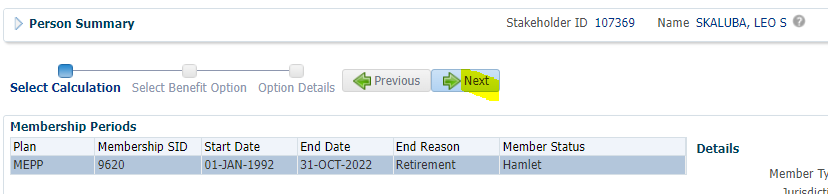 Person Summary Stakeholder ID 107369 Name SKALUBA, LEO S
Select Calculation Select Benefit Option Option Details Previous Next
Membership Periods
Plan Membership SID Start Date End Date End Reason Member Status Details
MEPP 9620 01-JAN-1992 31-OCT-2022 Retirement Hamlet
Member Ty